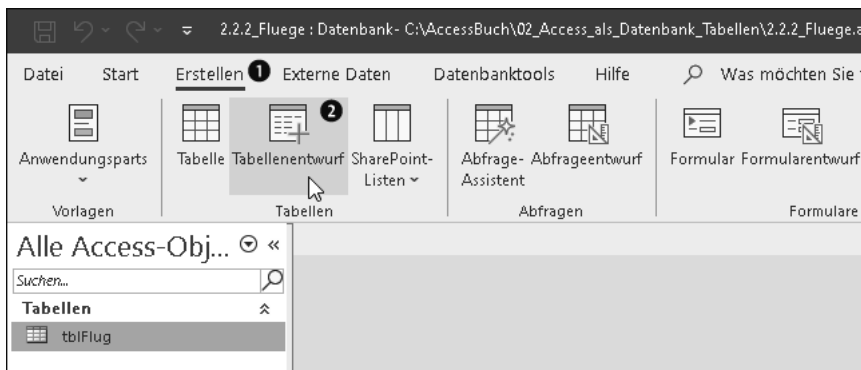 2.2.2_Fluege : Datenbank- C:\AccessBuch\02_Access_als_Datenbank_Tabellen\2.2.2_Fluege.a
Datei Start Erstellen 1 Externe Daten Datenbanktools Hilfe Was möchten Sie
2
Anwendungsparts Tabelle Tabellenentwurf SharePoint- Abfrage- Abfrageentwurf Formular Formularentwurf
Listen Assistent
Vorlagen Tabellen Abfragen Formulare
Alle Access-Obj... «
Suchen...
Tabellen
tblFlug